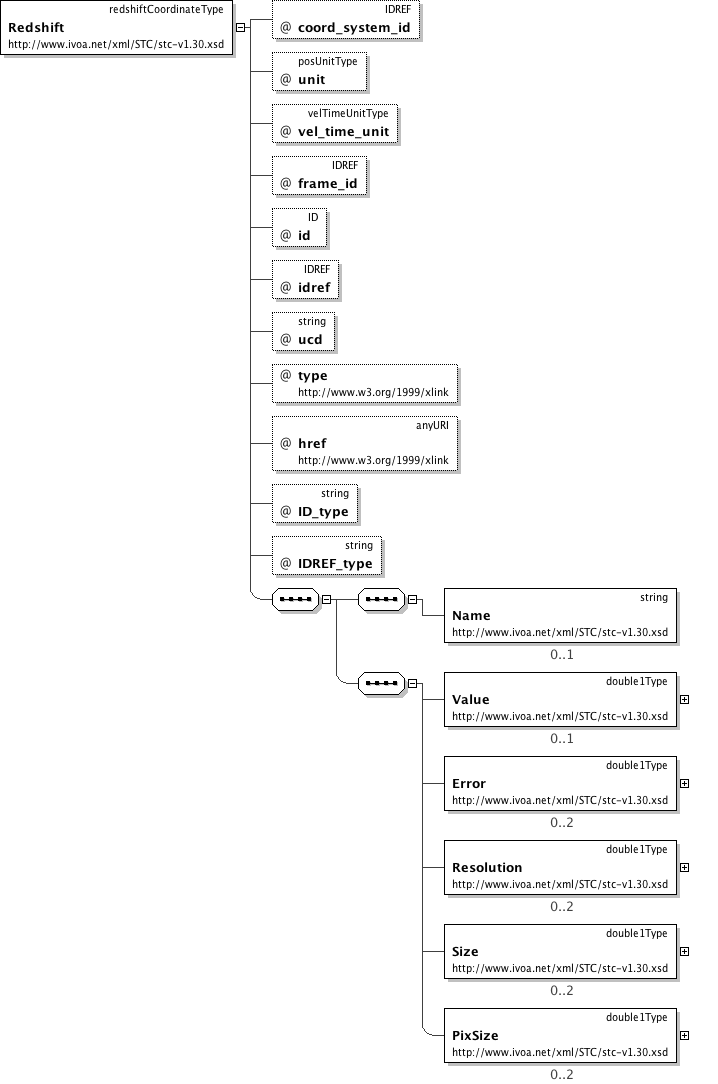 redshiftCoordinateType
Redshift
http://www.ivoa.net/xml/STC/stc-v1.30.xsd
IDREF
@ coord_system_id
posUnitType
@ unit
velTimeUnitType
@ vel_time_unit
IDREF
@ frame_id
ID
@ id
IDREF
@ idref
string
@ ucd
@ type
http://www.w3.org/1999/xlink
anyURI
@ href
http://www.w3.org/1999/xlink
string
@ ID_type
string
@ IDREF_type
string
Name
http://www.ivoa.net/xml/STC/stc-v1.30.xsd
0..1
double1Type
Value
http://www.ivoa.net/xml/STC/stc-v1.30.xsd
0..1
double1Type
Error
http://www.ivoa.net/xml/STC/stc-v1.30.xsd
0..2
double1Type
Resolution
http://www.ivoa.net/xml/STC/stc-v1.30.xsd
0..2
double1Type
Size
http://www.ivoa.net/xml/STC/stc-v1.30.xsd
0..2
double1Type
PixSize
http://www.ivoa.net/xml/STC/stc-v1.30.xsd
0..2